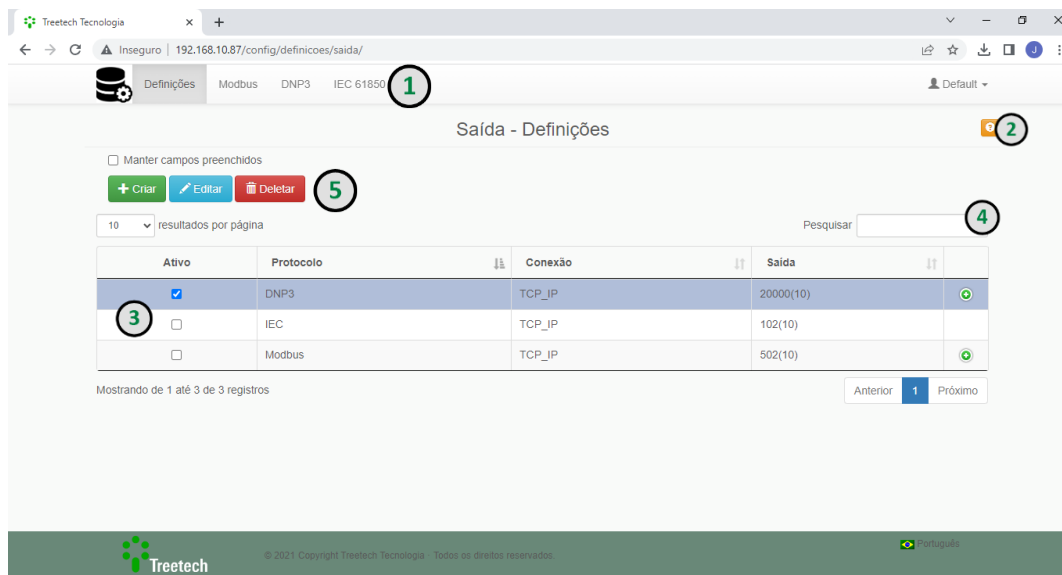 Treetech Tecnologia
Inseguro | 192.168.10.87/config/definicoes/saida/
J
Definições Modbus DNP3 IEC 61850 1 Default
Saída - Definições
2
Manter campos preenchidos
Criar Editar Deletar 5
10 resultados por página Pesquisar 4
Ativo Protocolo Conexão Saída
DNP3 TCP_IP 20000(10)
3 IEC TCP_IP 102(10)
Modbus TCP_IP 502(10)
Mostrando de 1 até 3 de 3 registros Anterior 1 Próximo
Treetech © 2021 Copyright Treetech Tecnologia - Todos os direitos reservados. Português